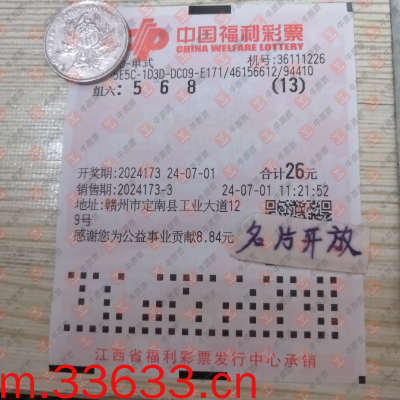 中国福利彩票
CHINA WELFARE LOTTERY
-单式 机号:36111226
5E5C-1D3D-DC09-E171/46156612/94410
组六: 5 6 8 (13)
开奖期:2024173 24-07-01 合计26元
销售期:2024173-3 24-07-01 11:21:52
地址:赣州市定南县工业大道12
9号
感谢您为公益事业贡献8.84元
名片开放
江西省福利彩票发行中心承销
m.33633.cn